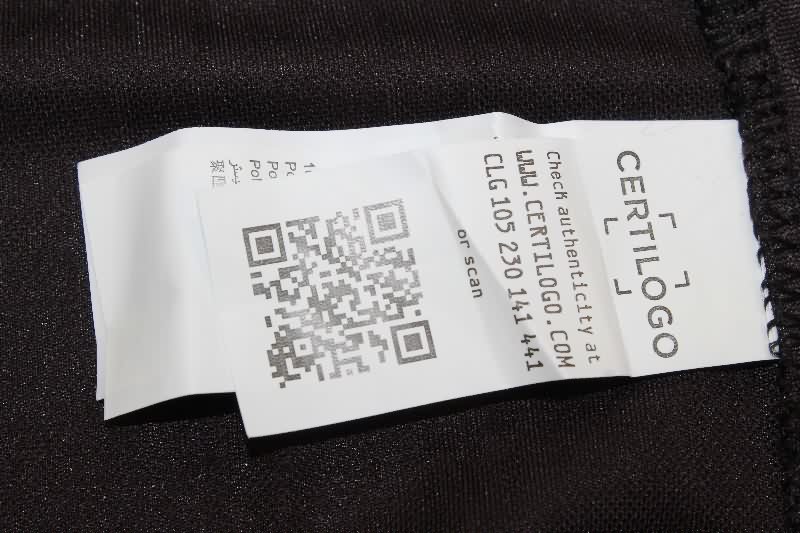 CERTILOGO
Check authenticity at
WWW.CERTILOGO.COM
CLG 105 230 141 441
or scan